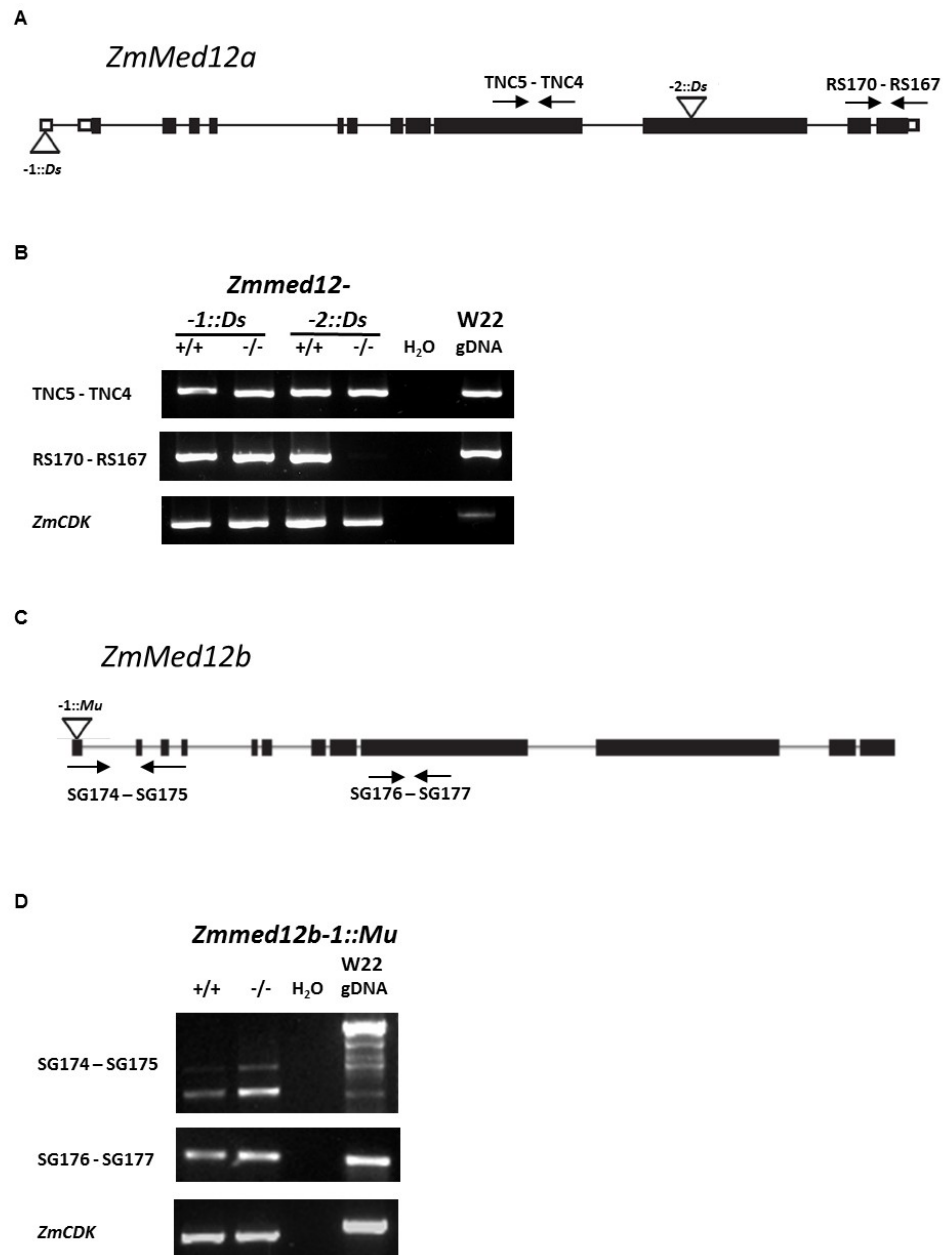 A
ZmMed12a
TNC5 - TNC4
-2::Ds
RS170 - RS167
-1::Ds
B
Zmmed12-
-1::Ds -2::Ds W22
+/+ -/- +/+ -/- H₂O gDNA
TNC5 - TNC4
RS170 - RS167
ZmCDK
C
ZmMed12b
-1::Mu
SG174 – SG175
SG176 – SG177
D
Zmmed12b-1::Mu
W22
+/+ -/- H₂O gDNA
SG174 – SG175
SG176 - SG177
ZmCDK